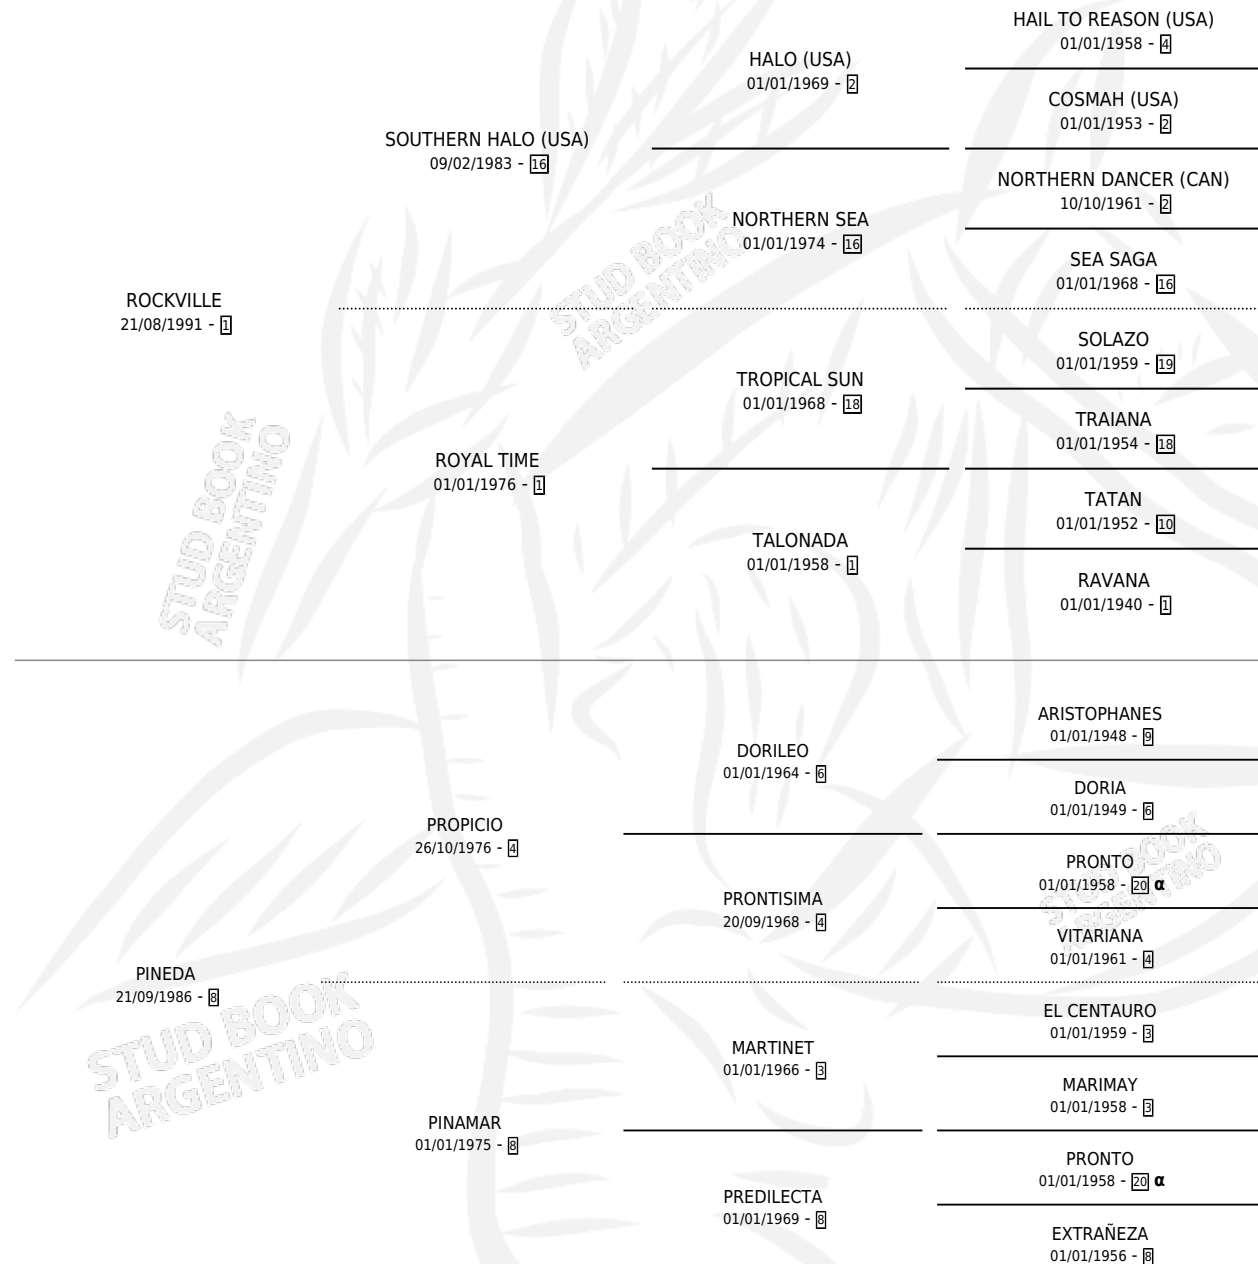 HAIL TO REASON (USA)
01/01/1958 - 4
HALO (USA)
01/01/1969 - 2
COSMAH (USA)
01/01/1953 - 2
SOUTHERN HALO (USA)
09/02/1983 - 16
NORTHERN DANCER (CAN)
10/10/1961 - 2
NORTHERN SEA
01/01/1974 - 16
SEA SAGA
01/01/1968 - 16
STUD BOOK
ARGENTINO
ROCKVILLE
21/08/1991 - 1
SOLAZO
01/01/1959 - 19
TROPICAL SUN
01/01/1968 - 18
TRAIANA
01/01/1954 - 18
ROYAL TIME
01/01/1976 - 1
TATAN
01/01/1952 - 10
TALONADA
01/01/1958 - 1
RAVANA
01/01/1940 - 1
STUD BOOK
ARGENTINO
ARISTOPHANES
01/01/1948 - 9
DORILEO
01/01/1964 - 6
DORIA
01/01/1949 - 6
PROPICIO
26/10/1976 - 4
PRONTO
01/01/1958 - 20 α
PRONTISIMA
20/09/1968 - 4
VITARIANA
01/01/1961 - 4
STUD BOOK
ARGENTINO
PINEDA
21/09/1986 - 8
EL CENTAURO
01/01/1959 - 3
MARTINET
01/01/1966 - 3
MARIMAY
01/01/1958 - 3
PINAMAR
01/01/1975 - 8
PRONTO
01/01/1958 - 20 α
PREDILECTA
01/01/1969 - 8
EXTRAÑEZA
01/01/1956 - 8
STUD BOOK
ARGENTINO